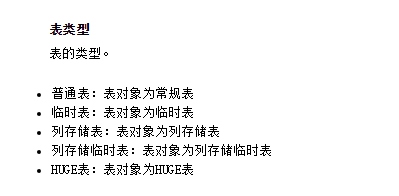 表类型
表的类型。
• 普通表：表对象为常规表
• 临时表：表对象为临时表
• 列存储表：表对象为列存储表
• 列存储临时表：表对象为列存储临时表
• HUGE表：表对象为HUGE表